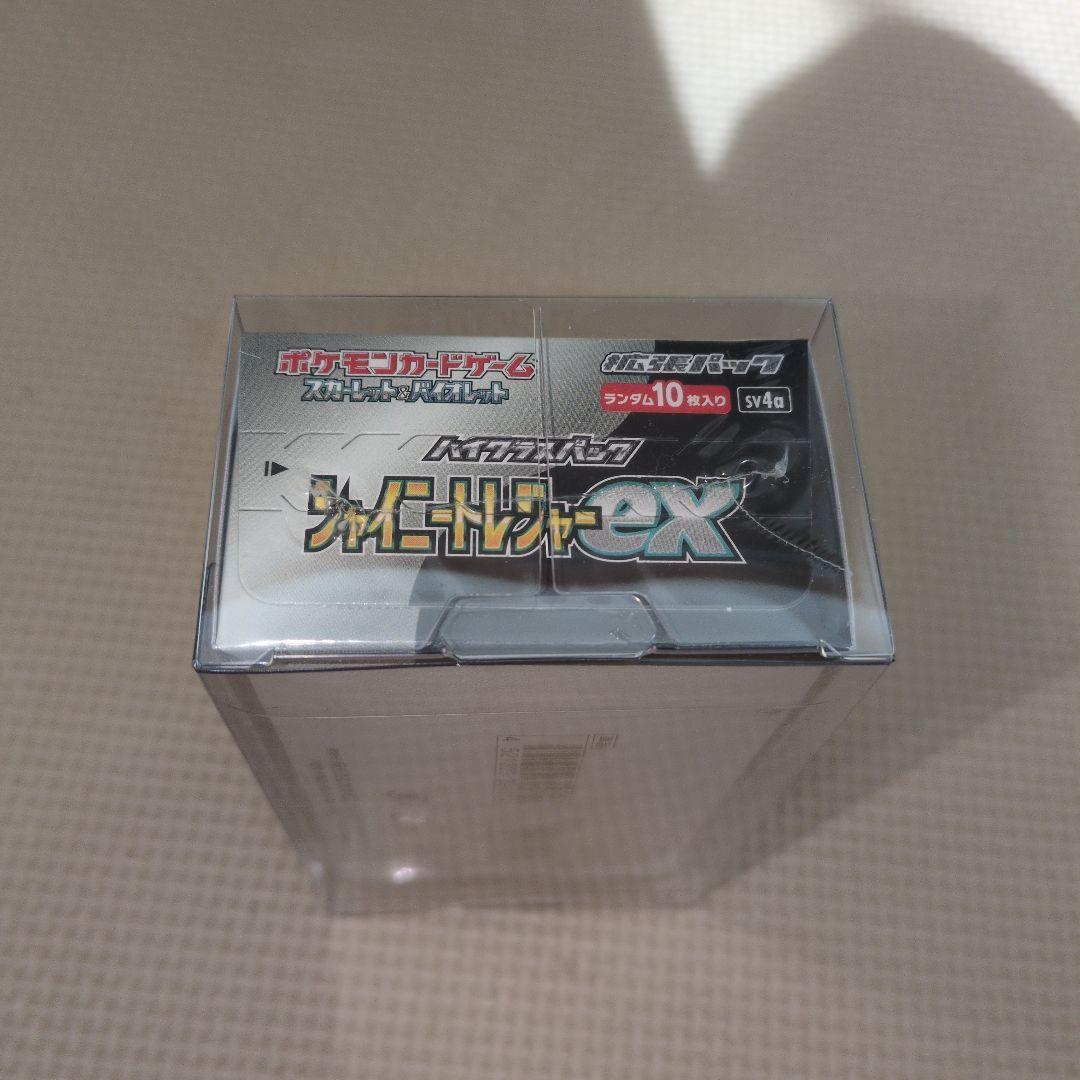 ポケモンカードゲーム
スカーレット&バイオレット
拡張パック
ランダム10枚入り sv4a
ハイクラスパック
シャイニートレジャーex